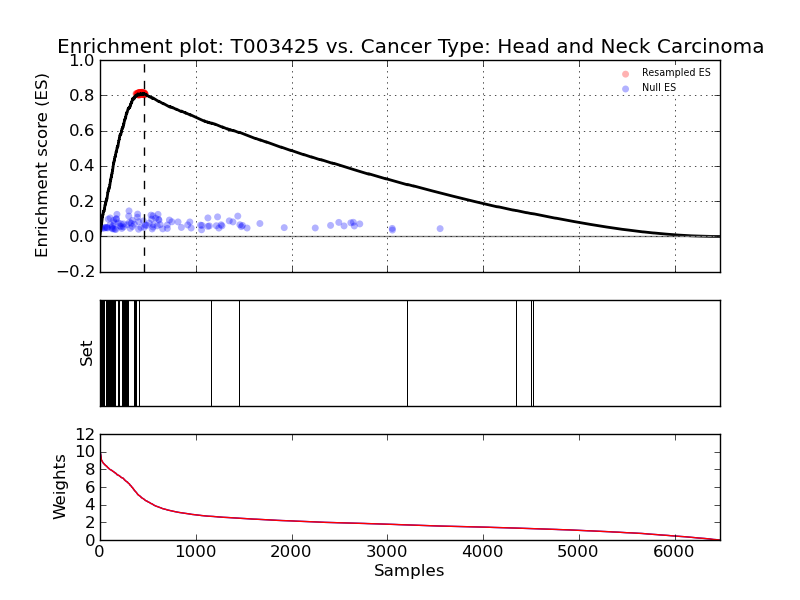 Enrichment plot: T003425 vs. Cancer Type: Head and Neck Carcinoma
Enrichment score (ES)
1.0
0.8
0.6
0.4
0.2
0.0
−0.2
Resampled ES
Null ES
Set
Weights
12
10
8
6
4
2
0
0 1000 2000 3000 4000 5000 6000
Samples